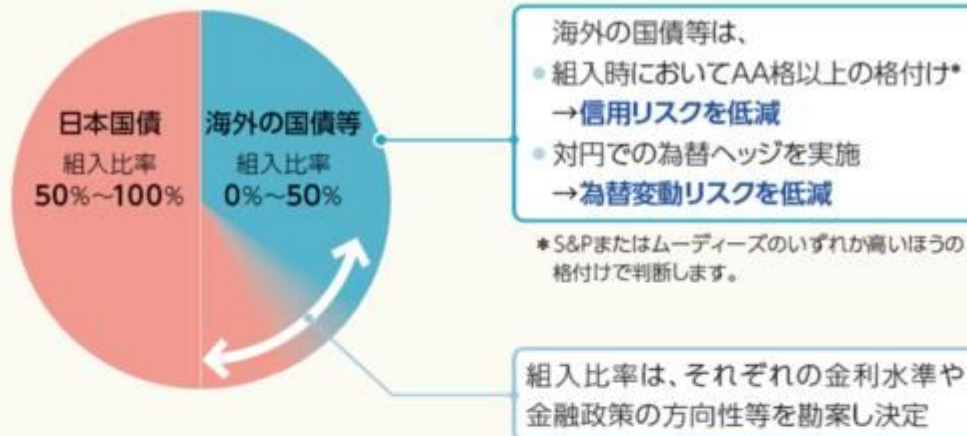 日本国債
組入比率
50%~100%
海外の国債等
組入比率
0%~50%
海外の国債等は、
●組入時においてAA格以上の格付け*
→信用リスクを低減
●対円での為替ヘッジを実施
→為替変動リスクを低減
*S&Pまたはムーディーズのいずれか高いほうの
格付けで判断します。
組入比率は、それぞれの金利水準や
金融政策の方向性等を勘案し決定